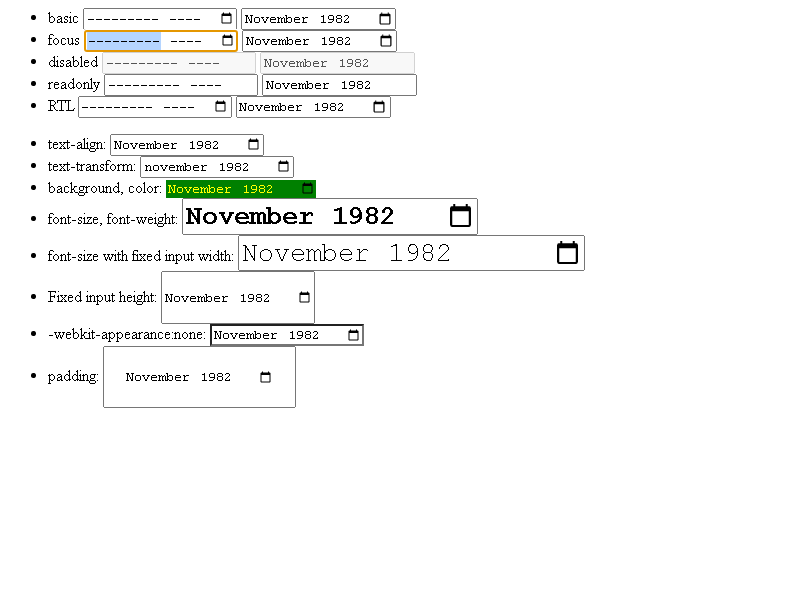 basic --------- ---- November 1982
focus --------- ---- November 1982
disabled --------- ---- November 1982
readonly --------- ---- November 1982
RTL --------- ---- November 1982
text-align: November 1982
text-transform: november 1982
background, color: November 1982
font-size, font-weight: November 1982
font-size with fixed input width: November 1982
Fixed input height: November 1982
-webkit-appearance:none: November 1982
padding: November 1982